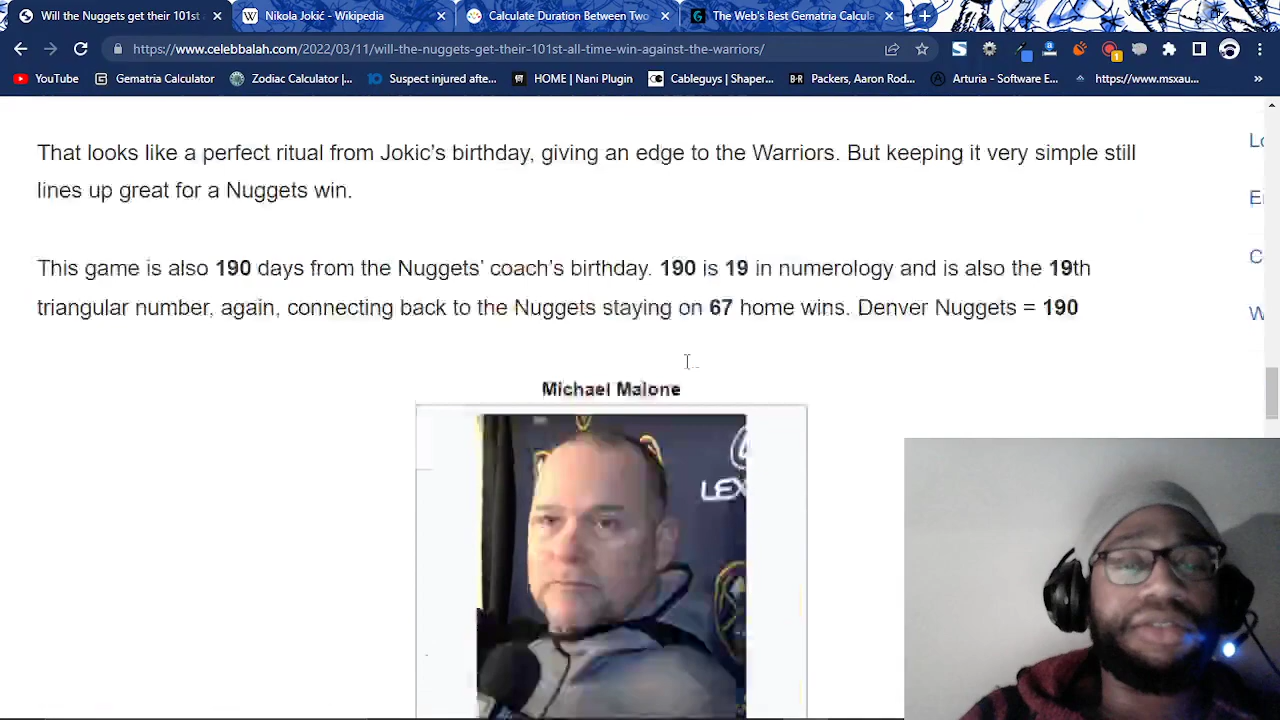 Will the Nuggets get their 101st
Nikola Jokić - Wikipedia
Calculate Duration Between Two
The Web's Best Gematria Calcula
https://www.celebbalah.com/2022/03/11/will-the-nuggets-get-their-101st-all-time-win-against-the-warriors/
YouTube
Gematria Calculator
Zodiac Calculator |...
Suspect injured afte...
HOME | Nani Plugin
Cableguys | Shaper...
Packers, Aaron Rod...
Arturia - Software E...
https://www.msxau...
That looks like a perfect ritual from Jokic’s birthday, giving an edge to the Warriors. But keeping it very simple still
lines up great for a Nuggets win.
This game is also 190 days from the Nuggets’ coach’s birthday. 190 is 19 in numerology and is also the 19th
triangular number, again, connecting back to the Nuggets staying on 67 home wins. Denver Nuggets = 190
Michael Malone
LEX